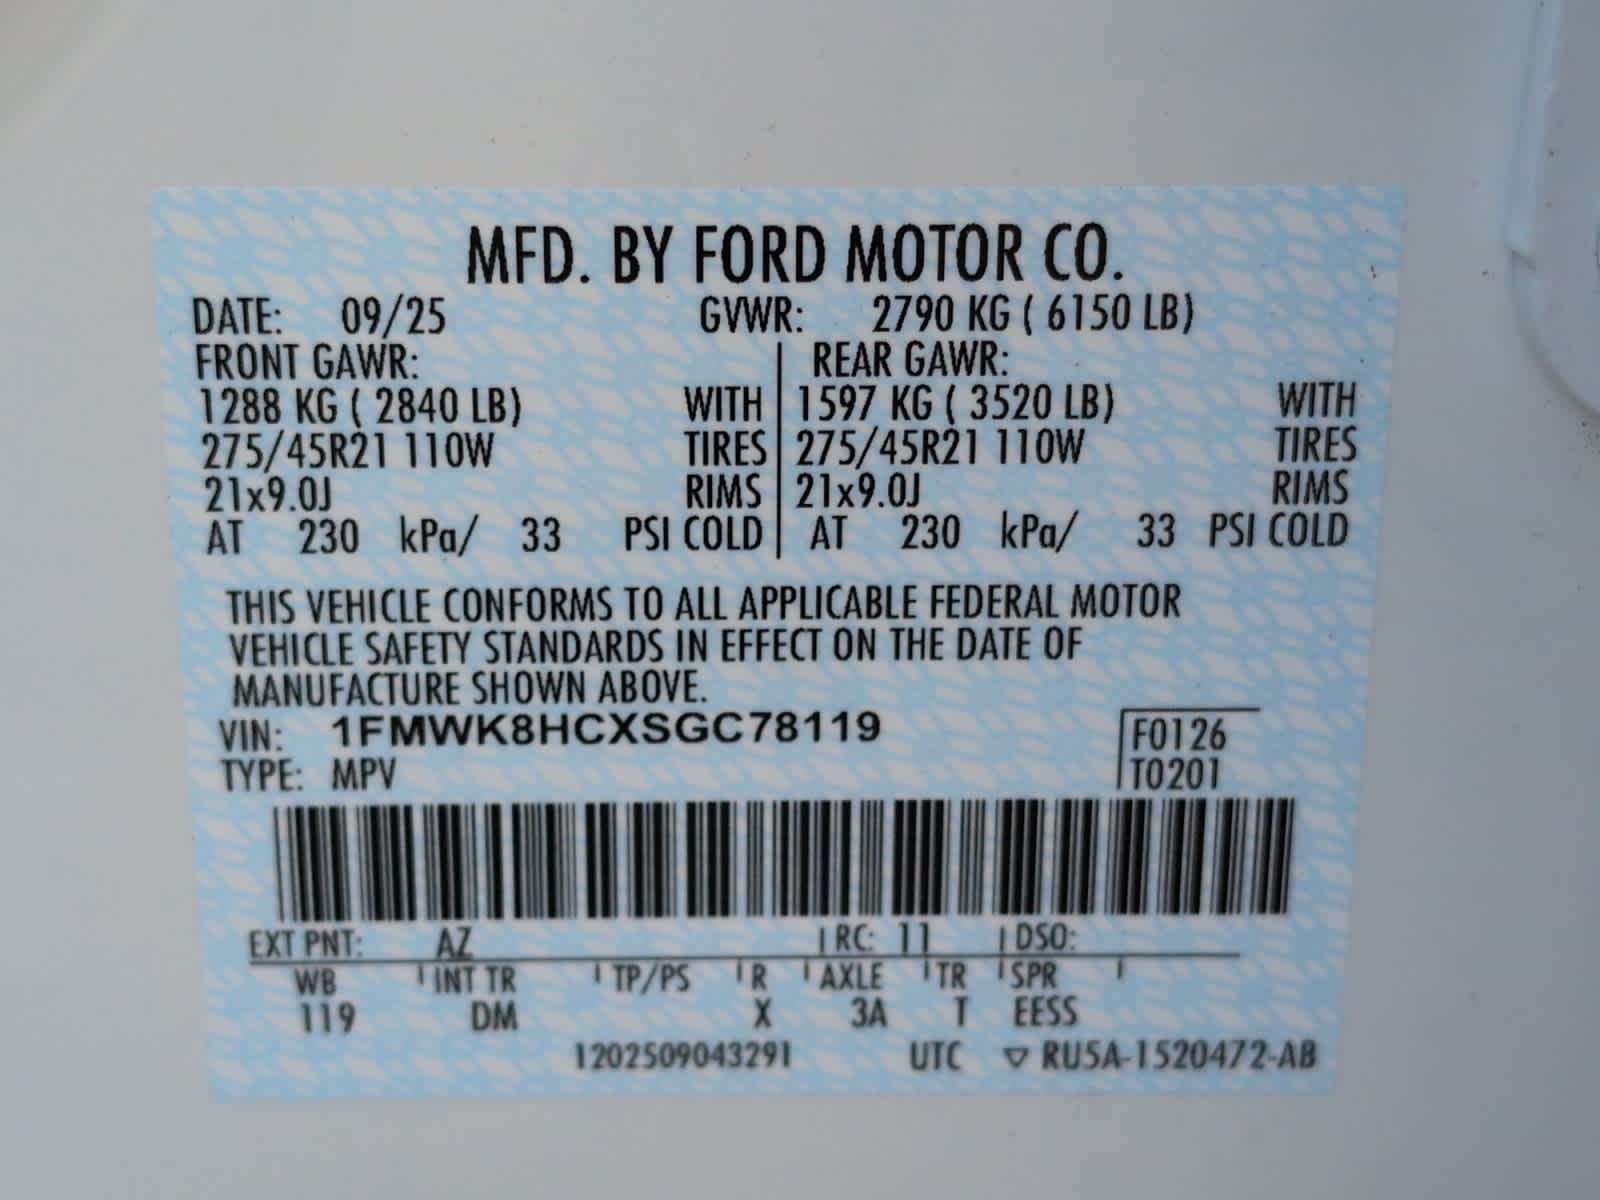 MFD. BY FORD MOTOR CO.
DATE: 09/25 GVWR: 2790 KG ( 6150 LB)
FRONT GAWR: REAR GAWR:
1288 KG ( 2840 LB) WITH 1597 KG ( 3520 LB) WITH
275/45R21 110W TIRES 275/45R21 110W TIRES
21x9.0J RIMS 21x9.0J RIMS
AT 230 kPa/ 33 PSI COLD AT 230 kPa/ 33 PSI COLD
THIS VEHICLE CONFORMS TO ALL APPLICABLE FEDERAL MOTOR
VEHICLE SAFETY STANDARDS IN EFFECT ON THE DATE OF
MANUFACTURE SHOWN ABOVE.
VIN: 1FMWK8HCXSGC78119 F0126
TYPE: MPV T0201
EXT PNT: AZ RC: 11 DSO:
WB INT TR TP/PS R AXLE TR SPR
119 DM X 3A T EESS
1202509043291 UTC ▽ RU5A-1520472-AB